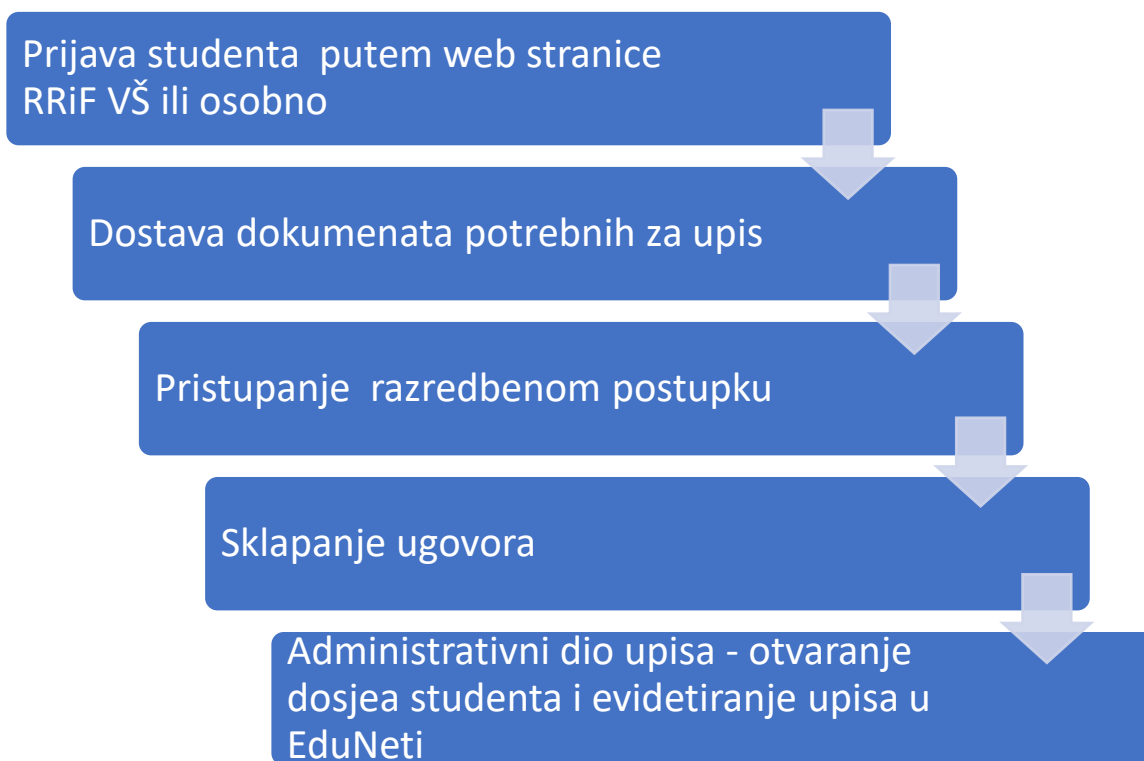 Prijava studenta  putem web stranice
RRiF VŠ ili osobno
Dostava dokumenata potrebnih za upis
Pristupanje  razredbenom postupku
Sklapanje ugovora
Administrativni dio upisa - otvaranje
dosjea studenta i evidetiranje upisa u
EduNeti